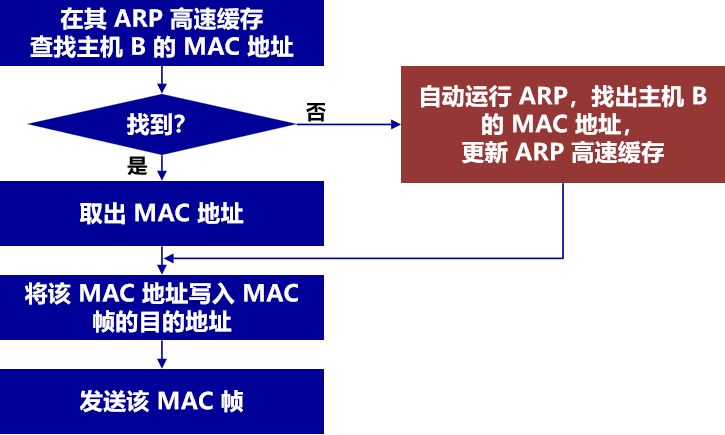 在其 ARP 高速缓存
查找主机 B 的 MAC 地址
找到？
否
自动运行 ARP，找出主机 B
的 MAC 地址，
更新 ARP 高速缓存
是
取出 MAC 地址
将该 MAC 地址写入 MAC
帧的目的地址
发送该 MAC 帧